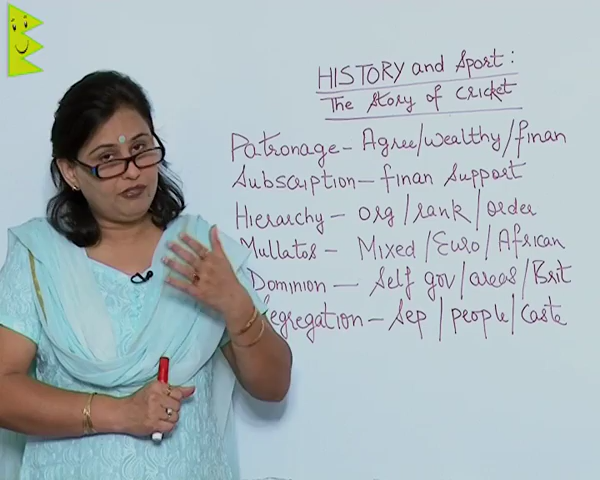 HISTORY and Sport:
The Story of Cricket
Patronage - Agree/wealthy/finan
Subscription - finan Support
Hierarchy - org/rank/order
Mullatos - Mixed/Euro/African
Dominion - Self gov/areas/Brit
egregation - Sep/people/Caste